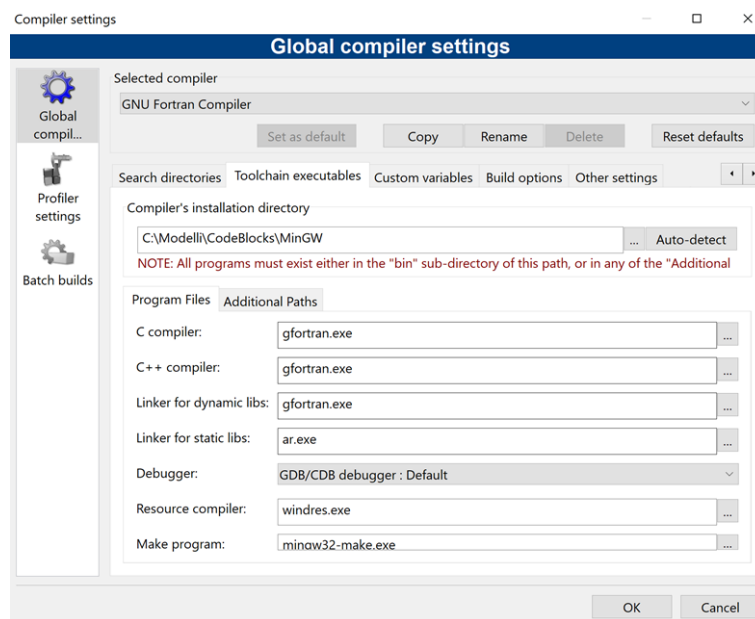 Compiler settings
Global compiler settings
Global
compil...
Profiler
settings
Batch builds
Selected compiler
GNU Fortran Compiler
Set as default
Copy
Rename
Delete
Reset defaults
Search directories
Toolchain executables
Custom variables
Build options
Other settings
Compiler's installation directory
C:\Modelli\CodeBlocks\MinGW
...
Auto-detect
NOTE: All programs must exist either in the "bin" sub-directory of this path, or in any of the "Additional
Program Files
Additional Paths
C compiler:
gfortran.exe
...
C++ compiler:
gfortran.exe
...
Linker for dynamic libs:
gfortran.exe
...
Linker for static libs:
ar.exe
...
Debugger:
GDB/CDB debugger : Default
Resource compiler:
windres.exe
...
Make program:
mingw32-make.exe
...
OK
Cancel